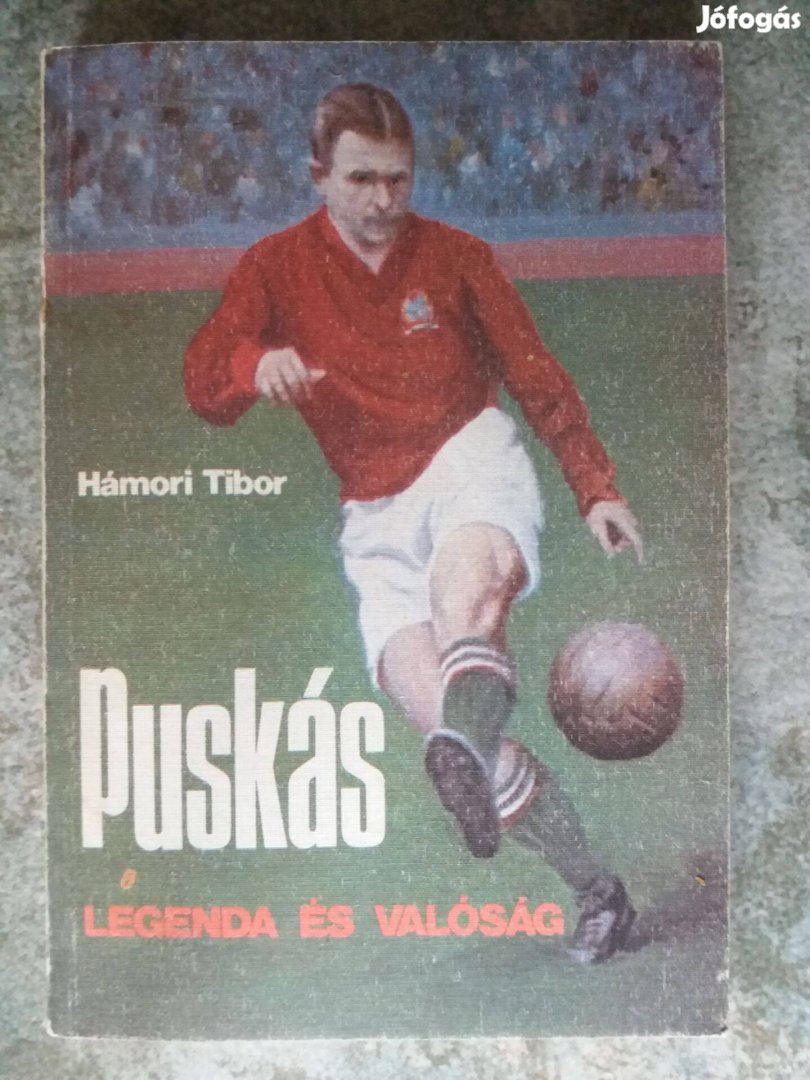 Jófogás
Hámori Tibor
Puskás
LEGENDA ÉS VALÓSÁG